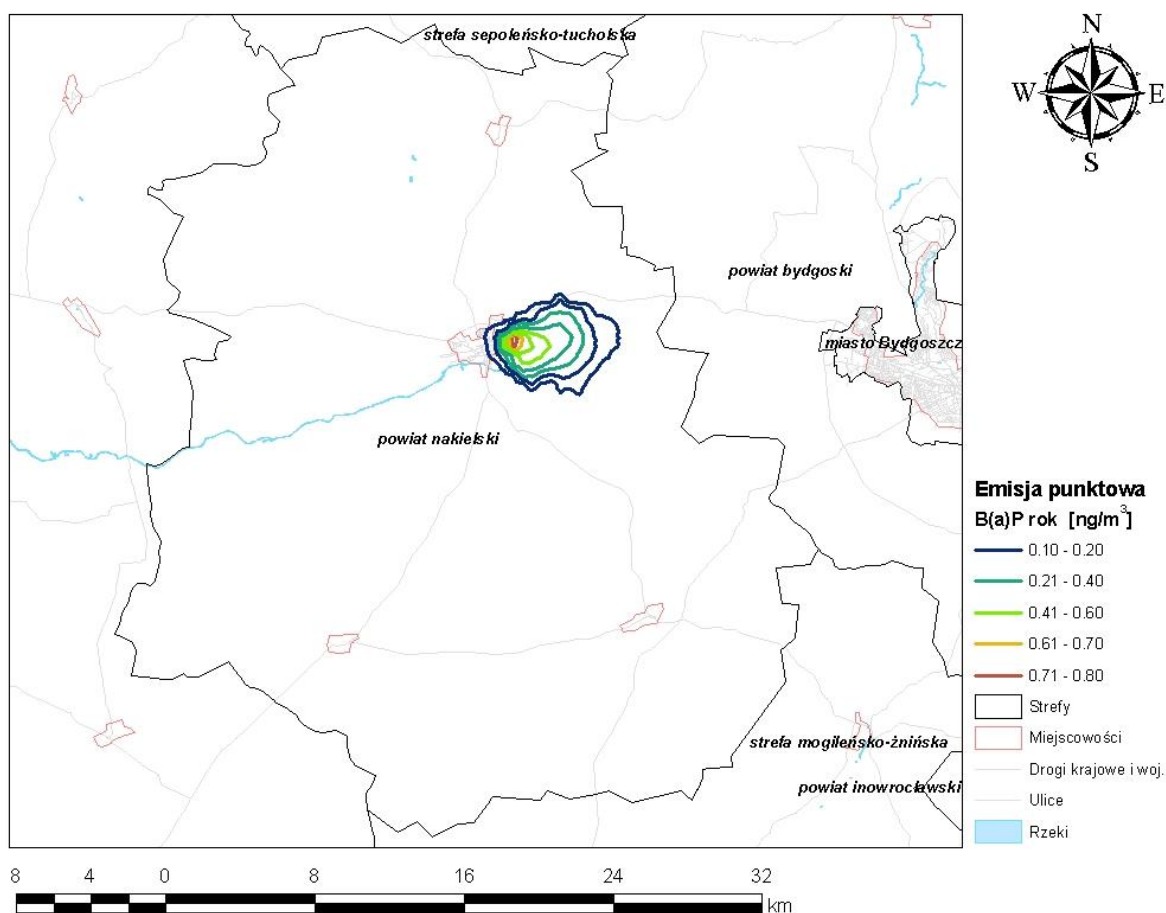 strefa sepoleńsko-tucholska
N
W
E
S
powiat bydgoski
miasto Bydgoszcz
powiat nakielski
Emisja punktowa
B(a)P rok [ng/m³]
0.10 - 0.20
0.21 - 0.40
0.41 - 0.60
0.61 - 0.70
0.71 - 0.80
Strefy
strefa mogileńsko-żnińska
Miejscowości
Drogi krajowe i woj.
powiat inowrocławski
Ulice
Rzeki
8 4 0 8 16 24 32
km